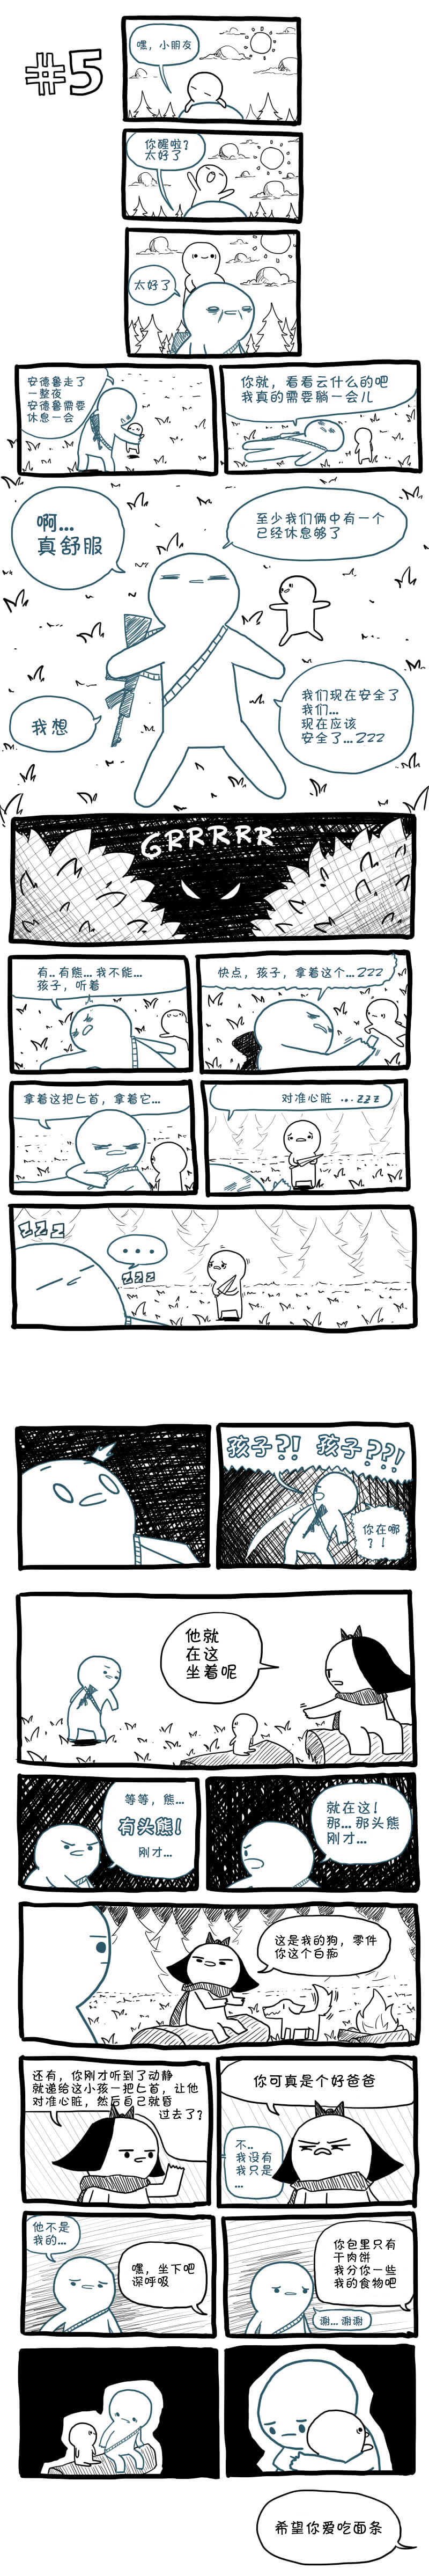 #5
嘿，小朋友
你醒啦？
太好了
太好了
安德鲁走了
一整夜
安德鲁需要
休息一会
你就，看看云什么的吧
我真的需要躺一会儿
啊...
真舒服
至少我们俩中有一个
已经休息够了
我想
我们现在安全了
我们...
现在应该
安全了...ZZZ
GRRRRR
有..有熊...我不能...
孩子，听着
快点，孩子，拿着这个...ZZZ
拿着这把匕首，拿着它...
对准心脏 ...ZZZ
ZZZ
...
ZZZ
孩子?! 孩子??!
你在哪
?!
他就
在这
坐着呢
等等，熊...
有头熊!
刚才...
就在这!
那...那头熊
刚才...
这是我的狗，零件
你这个白痴
还有，你刚才听到了动静
就递给这小孩一把匕首，让他
对准心脏，然后自己就昏
过去了?
你可真是个好爸爸
不..
我没有
我只是
...
他不是
我的...
嘿，坐下吧
深呼吸
你包里只有
干肉饼
我分你一些
我的食物吧
谢...谢谢
希望你爱吃面条